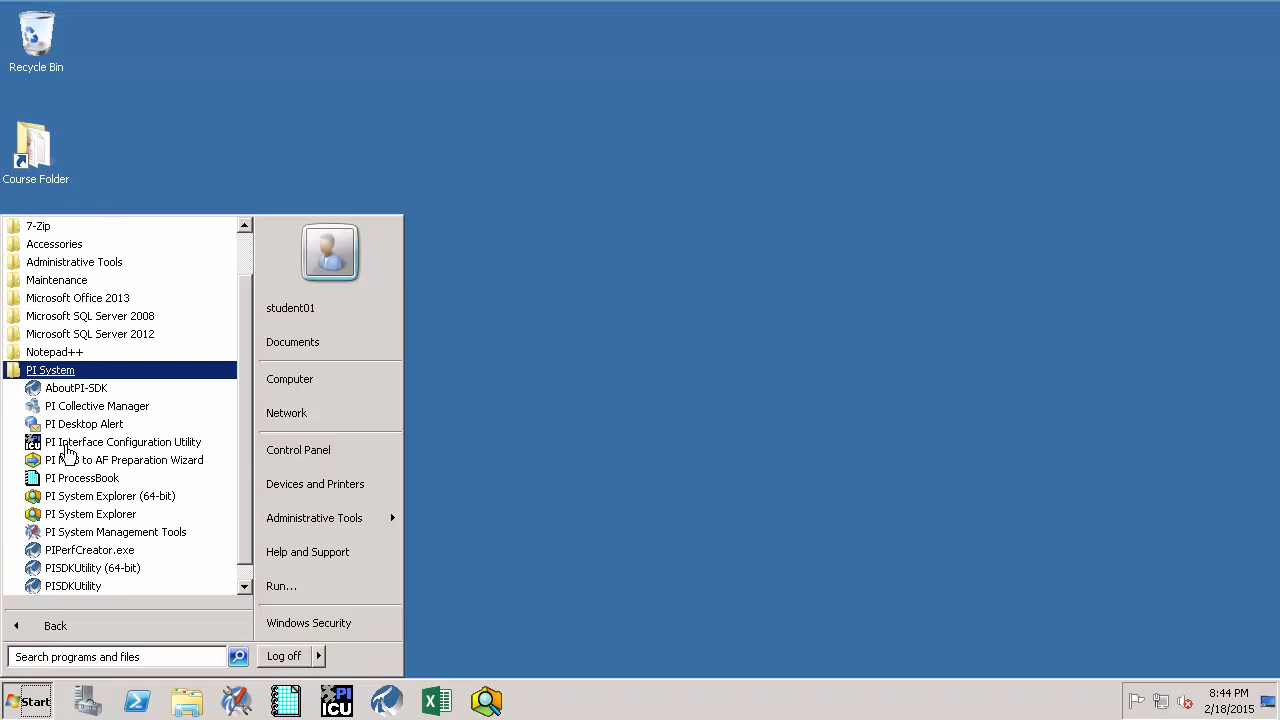 Recycle Bin
Course Folder
7-Zip
Accessories
Administrative Tools
Maintenance
Microsoft Office 2013
Microsoft SQL Server 2008
Microsoft SQL Server 2012
Notepad++
PI System
AboutPI-SDK
PI Collective Manager
PI Desktop Alert
PI Interface Configuration Utility
PI to AF Preparation Wizard
PI ProcessBook
PI System Explorer (64-bit)
PI System Explorer
PI System Management Tools
PIPerfCreator.exe
PISDKUtility (64-bit)
PISDKUtility
Back
Search programs and files
student01
Documents
Computer
Network
Control Panel
Devices and Printers
Administrative Tools
Help and Support
Run...
Windows Security
Log off
Start
PI
ICU
8:44 PM
2/18/2015